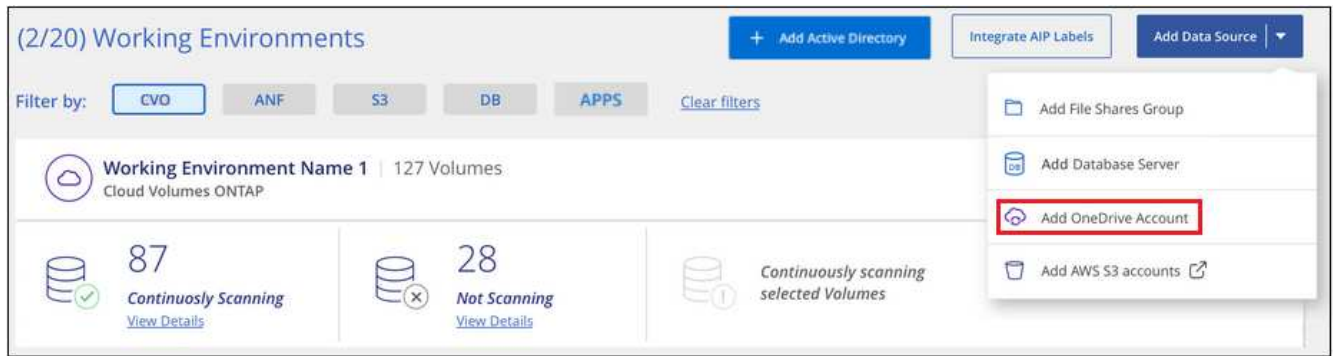 (2/20) Working Environments
+ Add Active Directory
Integrate AIP Labels
Add Data Source
Filter by:
CVO
ANF
S3
DB
APPS
Clear filters
Add File Shares Group
DB
Add Database Server
Add OneDrive Account
Add AWS S3 accounts
Working Environment Name 1 | 127 Volumes
Cloud Volumes ONTAP
87
Continuosly Scanning
View Details
28
Not Scanning
View Details
Continuously scanning
selected Volumes